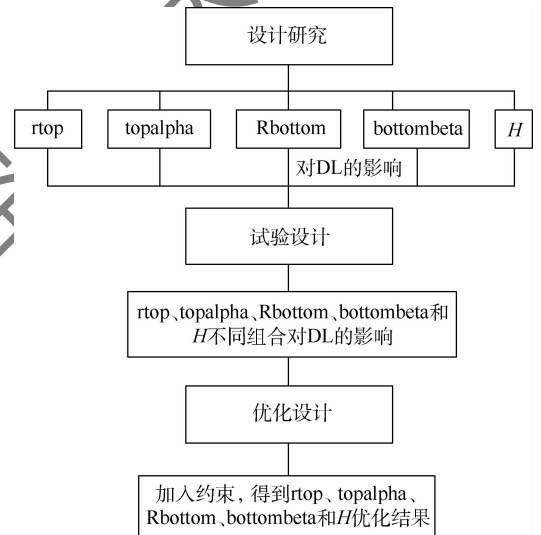 设计研究
rtop
topalpha
Rbottom
bottombeta
H
对DL的影响
试验设计
rtop、topalpha、Rbottom、bottombeta和
H不同组合对DL的影响
优化设计
加入约束，得到rtop、topalpha、
Rbottom、bottombeta和H优化结果